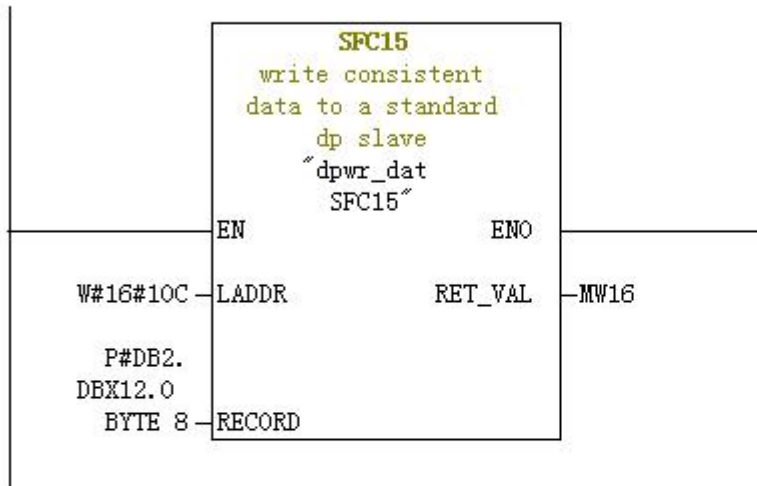 SFC15
write consistent
data to a standard
dp slave
"dpwr_dat
SFC15"
EN ENO
W#16#10C LADDR RET_VAL MW16
P#DB2.
DBX12.0
BYTE 8 RECORD